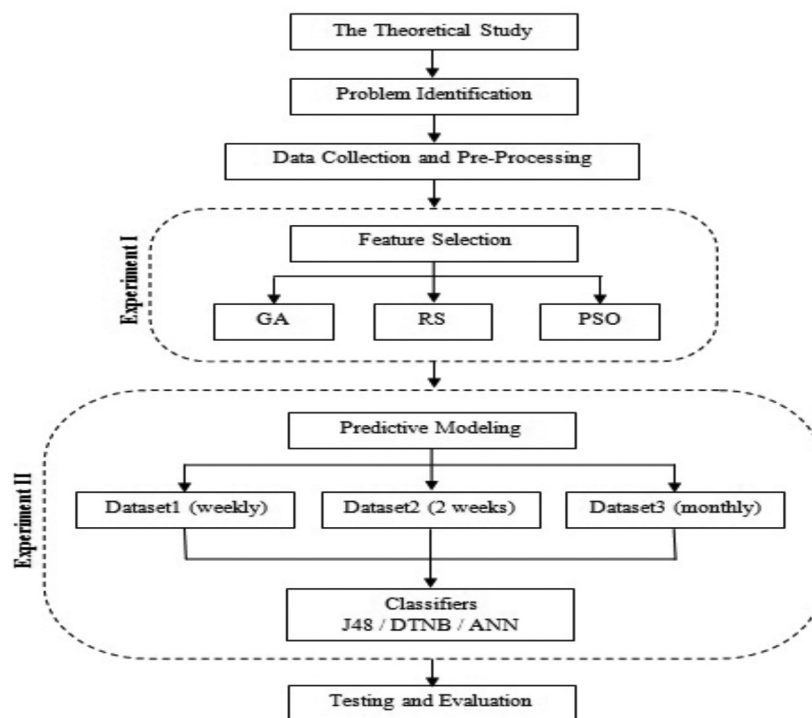 The Theoretical Study
Problem Identification
Data Collection and Pre-Processing
Experiment I
Feature Selection
GA
RS
PSO
Experiment II
Predictive Modeling
Dataset1 (weekly)
Dataset2 (2 weeks)
Dataset3 (monthly)
Classifiers
J48 / DTNB / ANN
Testing and Evaluation